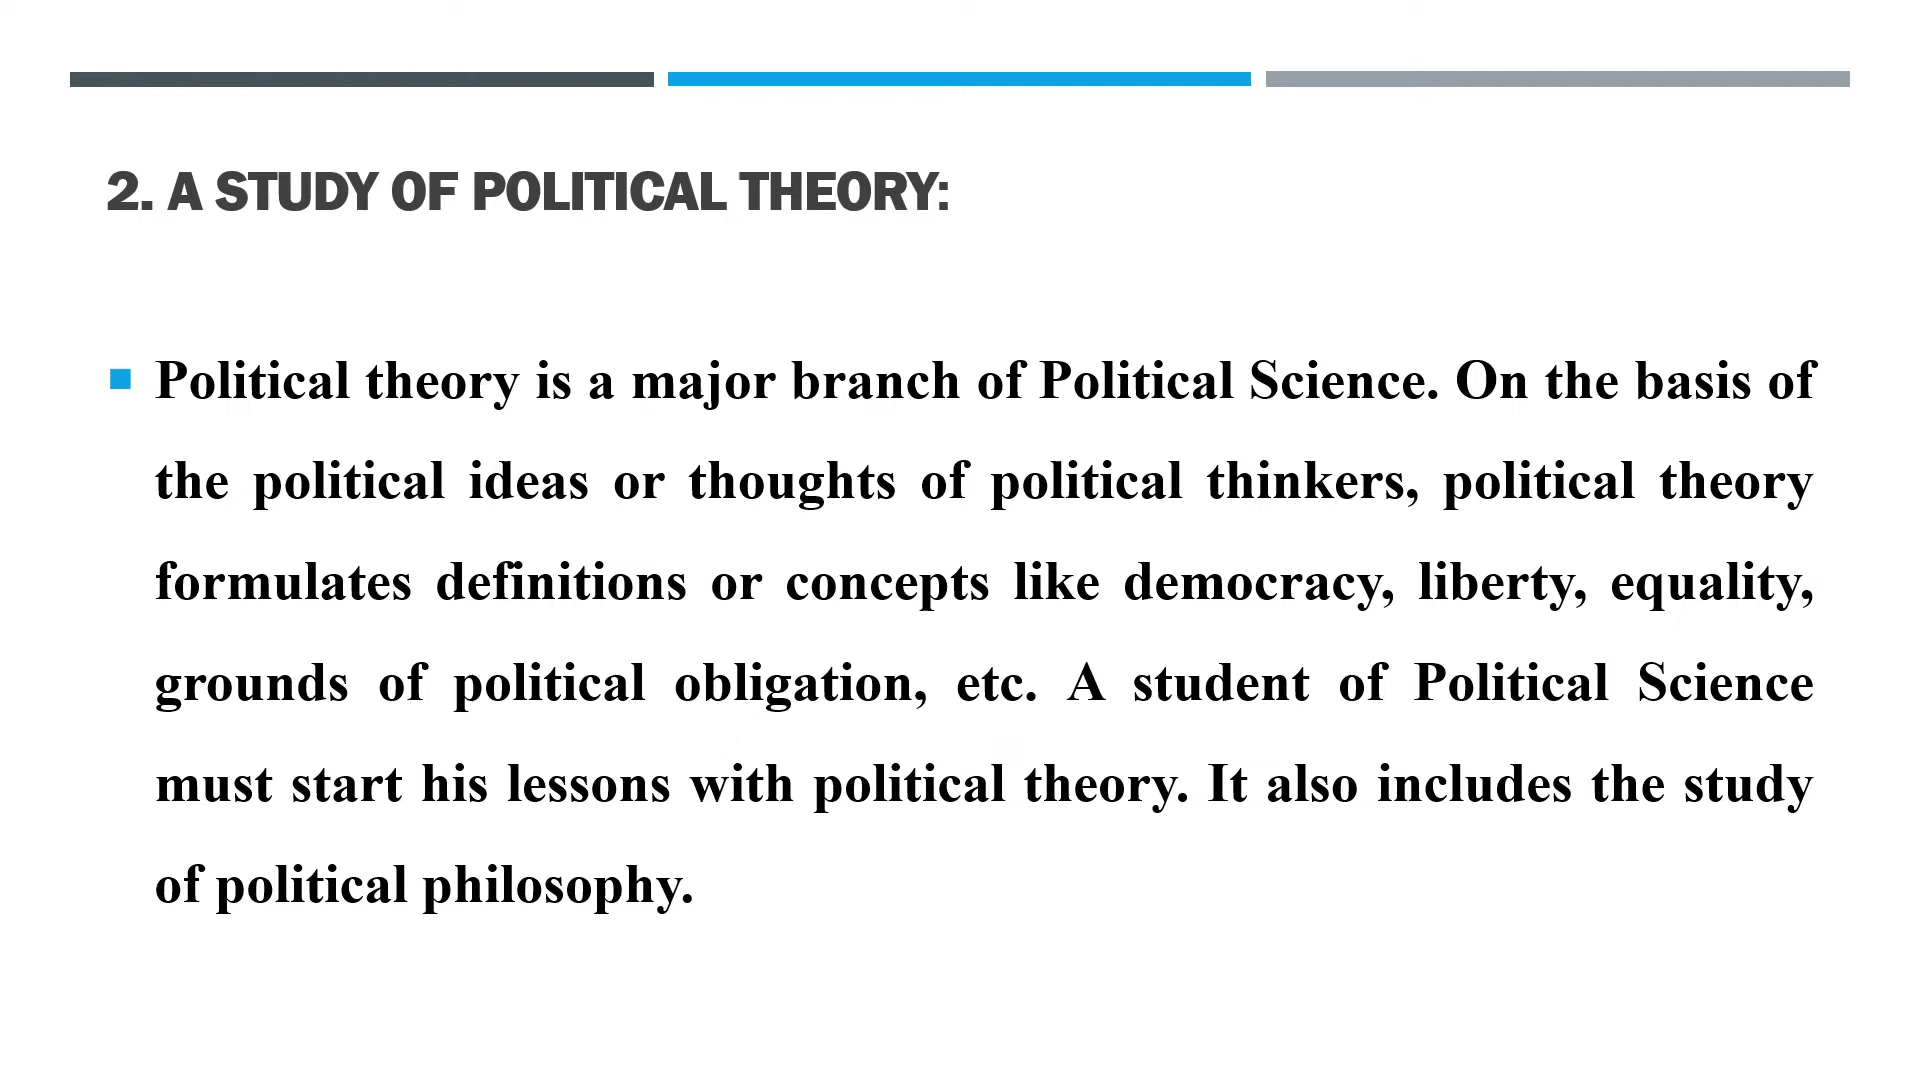 2. A STUDY OF POLITICAL THEORY:
Political theory is a major branch of Political Science. On the basis of
the political ideas or thoughts of political thinkers, political theory
formulates definitions or concepts like democracy, liberty, equality,
grounds of political obligation, etc. A student of Political Science
must start his lessons with political theory. It also includes the study
of political philosophy.